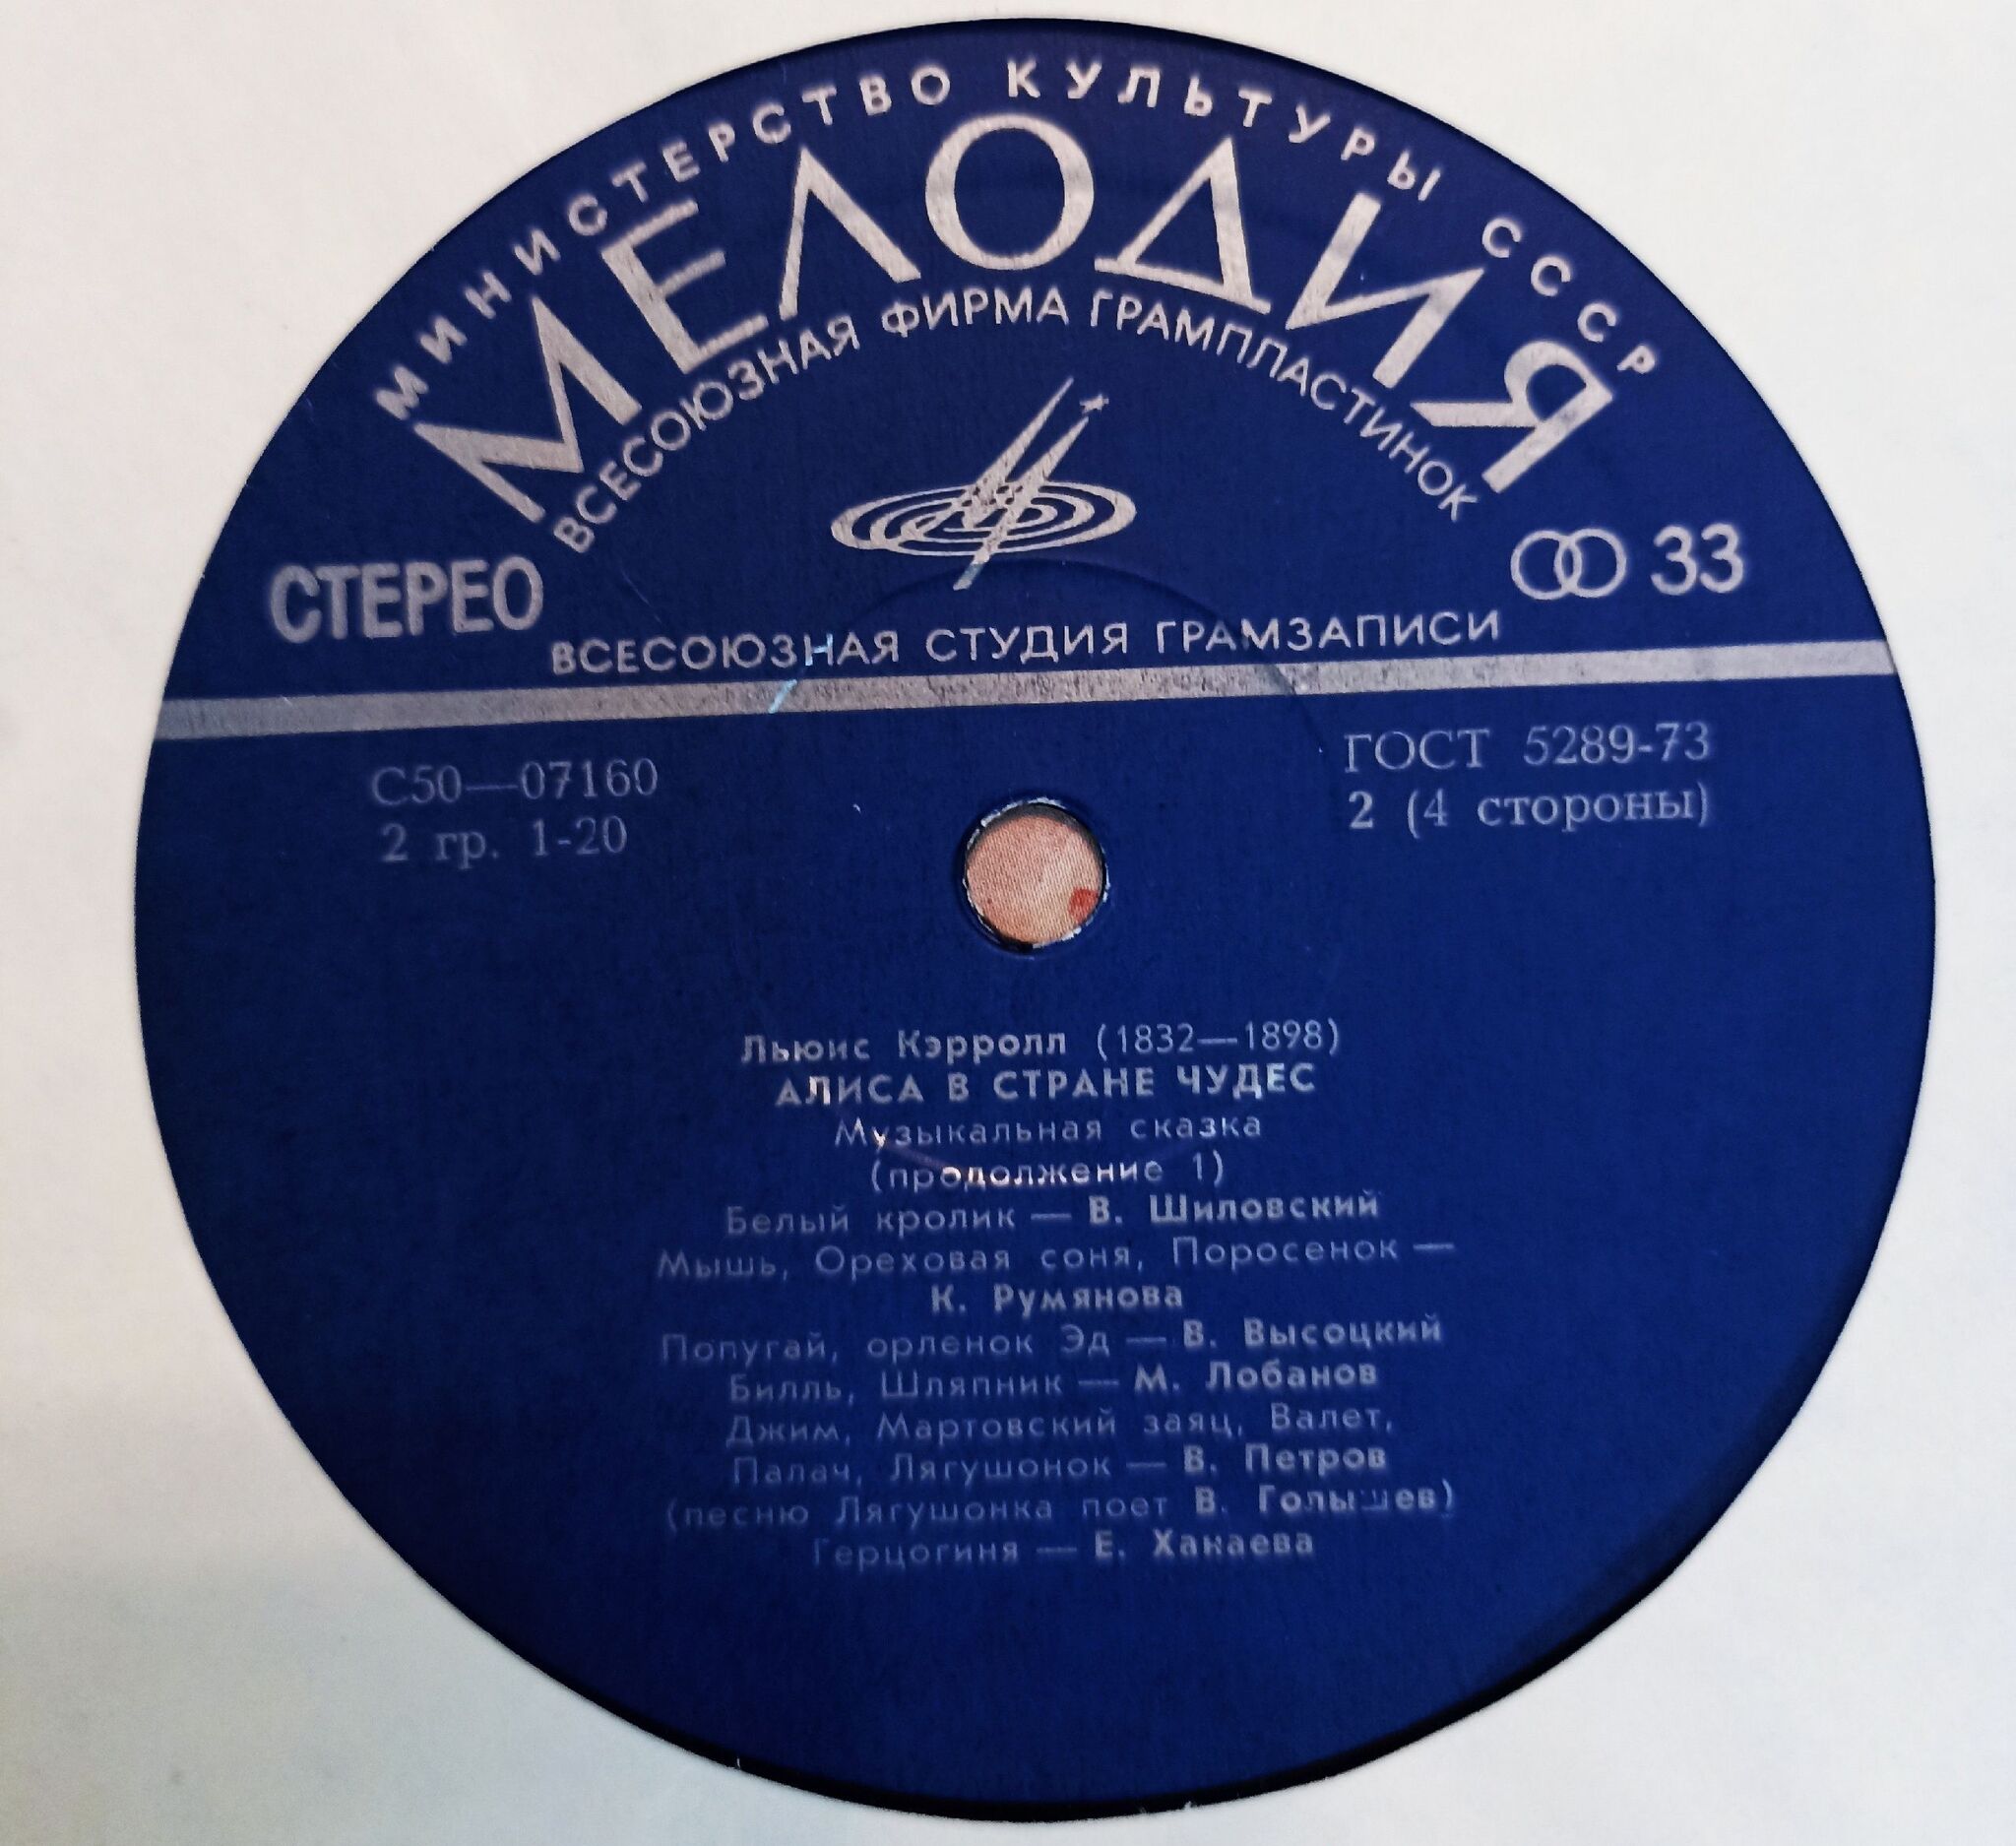 МИНИСТЕРСТВО КУЛЬТУРЫ СССР
МЕЛОДИЯ
ВСЕСОЮЗНАЯ ФИРМА ГРАМПЛАСТИНОК
СТЕРЕО
33
ВСЕСОЮЗНАЯ СТУДИЯ ГРАМЗАПИСИ
С50—07160
2 гр. 1-20
ГОСТ 5289-73
2 (4 стороны)
Льюис Кэрролл (1832—1898)
АЛИСА В СТРАНЕ ЧУДЕС
Музыкальная сказка
(продолжение 1)
Белый кролик — В. Шиловский
Мышь, Ореховая соня, Поросенок —
К. Румянова
Попугай, орленок Эд — В. Высоцкий
Билль, Шляпник — М. Лобанов
Джим, Мартовский заяц, Валет,
Палач, Лягушонок — В. Петров
(песню Лягушонка поет В. Голышев)
Герцогиня — Е. Ханаева